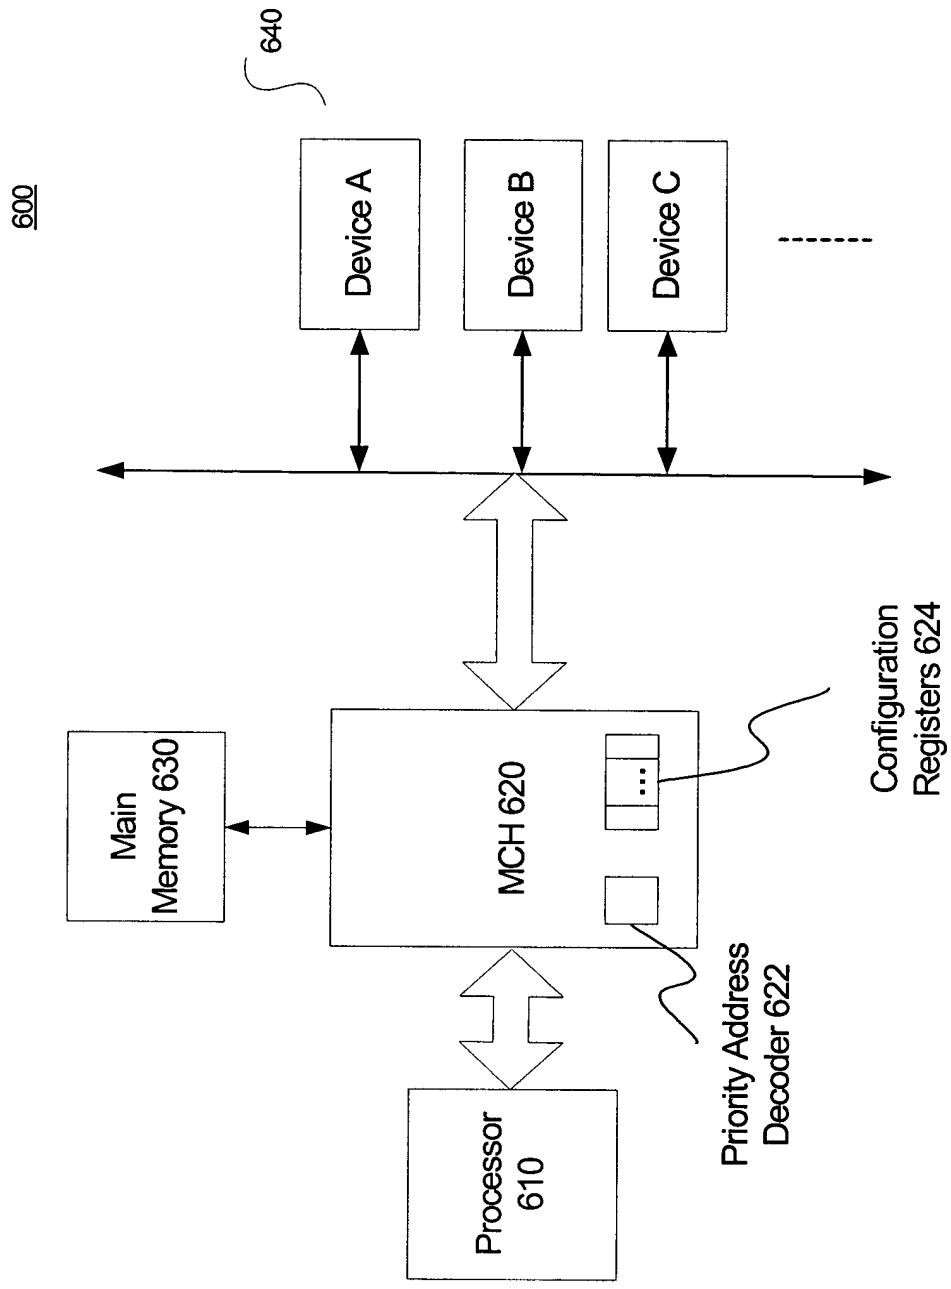 600
640
Main
Memory 630
Processor
610
MCH 620
...
Device A
Device B
Device C
Priority Address
Decoder 622
Configuration
Registers 624